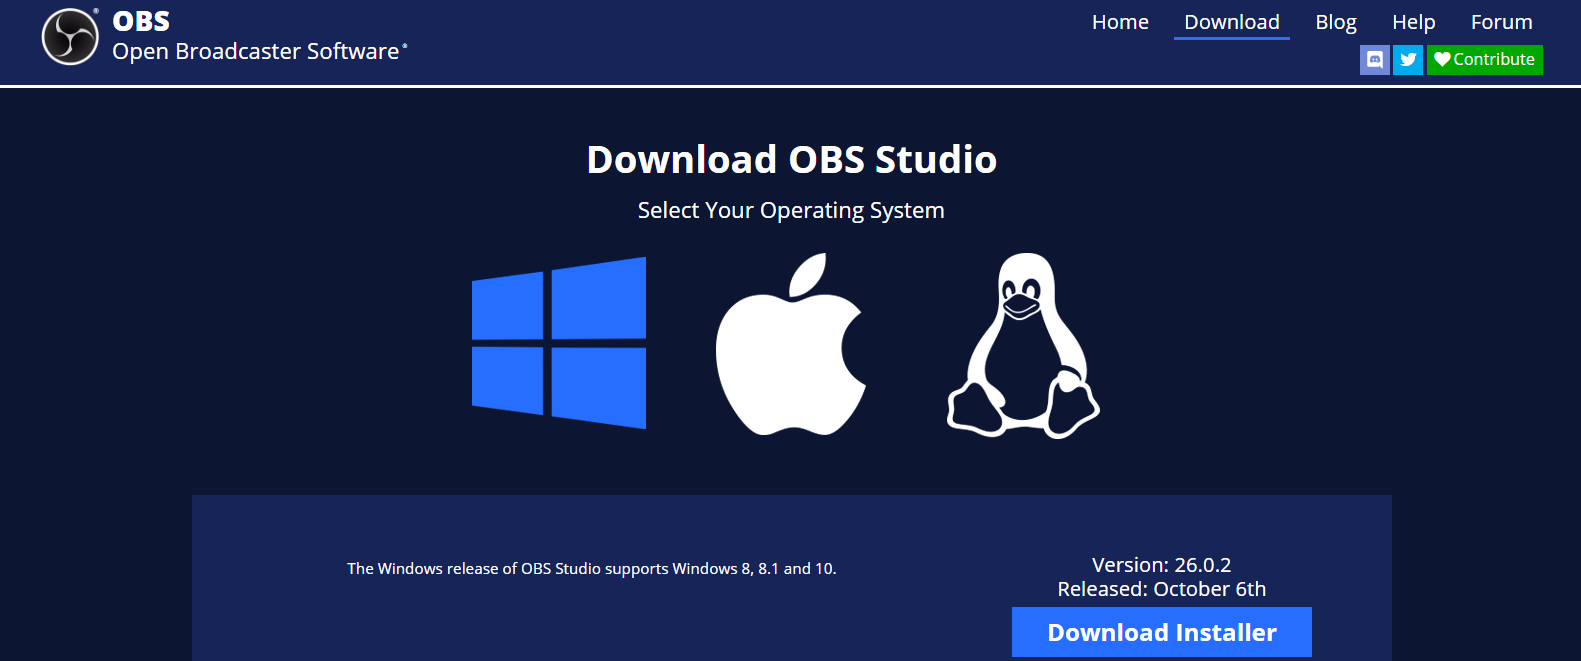 OBS
Open Broadcaster Software®
Home Download Blog Help Forum
Contribute
Download OBS Studio
Select Your Operating System
The Windows release of OBS Studio supports Windows 8, 8.1 and 10.
Version: 26.0.2
Released: October 6th
Download Installer